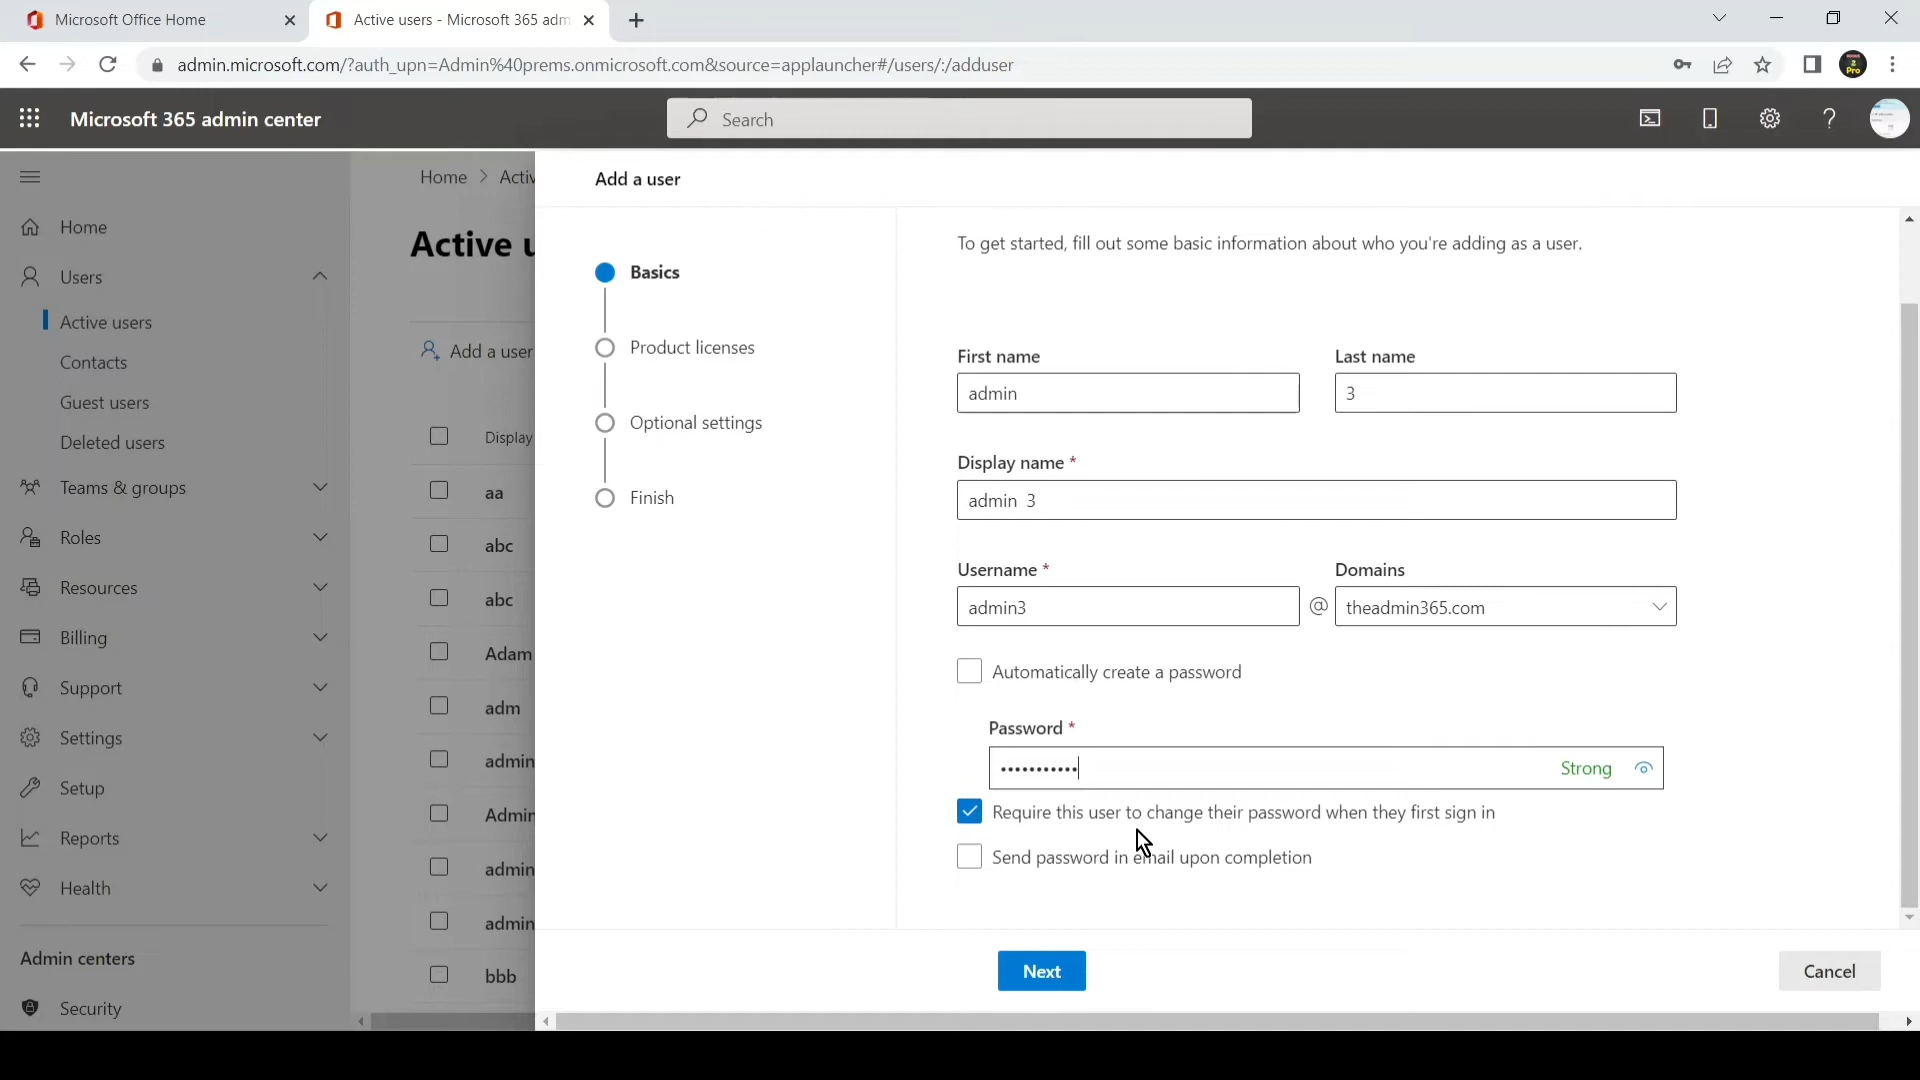 Microsoft Office Home
Active users - Microsoft 365 adm
admin.microsoft.com/?auth_upn=Admin%40prems.onmicrosoft.com&source=applauncher#/users/:/adduser
2
Pro
Microsoft 365 admin center
Search
Home
Users
Active users
Contacts
Guest users
Deleted users
Teams & groups
Roles
Resources
Billing
Support
Settings
Setup
Reports
Health
Admin centers
Security
Home > Activ
Active u
Add a user
Display
aa
abc
abc
Adam
adm
admin
Admin
admin
admin
bbb
Add a user
Basics
Product licenses
Optional settings
Finish
To get started, fill out some basic information about who you're adding as a user.
First name
Last name
admin
3
Display name *
admin 3
Username *
Domains
admin3
@
theadmin365.com
Automatically create a password
Password *
Strong
Require this user to change their password when they first sign in
Send password in email upon completion
Next
Cancel